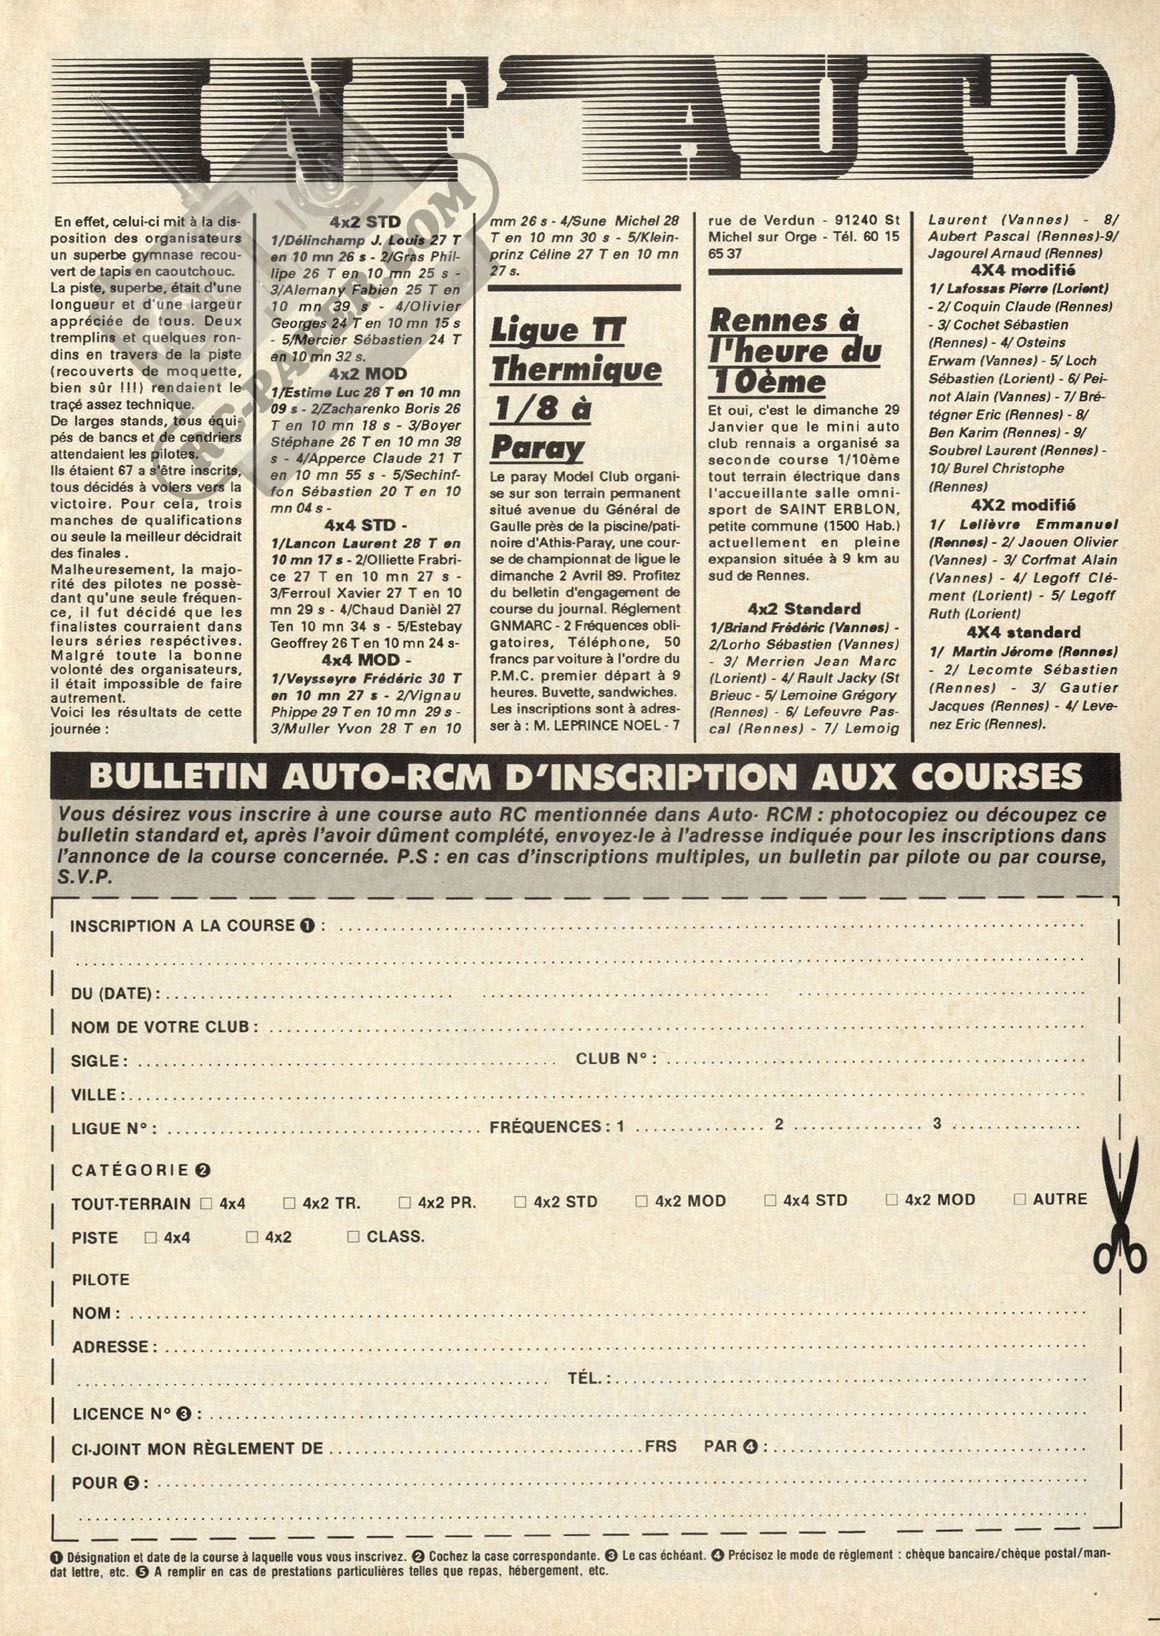 INF'AUTO
RC-PAPER.COM
En effet, celui-ci mit à la dis-
position des organisateurs
un superbe gymnase recou-
vert de tapis en caoutchouc.
La piste, superbe, était d'une
longueur et d'une largeur
appréciée de tous. Deux
tremplins et quelques ron-
dins en travers de la piste
(recouverts de moquette,
bien sûr !!!) rendaient le
traçé assez technique.
De larges stands, tous équi-
pés de bancs et de cendriers
attendaient les pilotes.
Ils étaient 67 a s'être inscrits,
tous décidés à volers vers la
victoire. Pour cela, trois
manches de qualifications
ou seule la meilleur décidrait
des finales .
Malheuresement, la majo-
rité des pilotes ne possè-
dant qu'une seule fréquen-
ce, il fut décidé que les
finalistes courraient dans
leurs séries respéctives.
Malgré toute la bonne
volonté des organisateurs,
il était impossible de faire
autrement.
Voici les résultats de cette
journée :
4x2 STD
1/Délinchamp J. Louis 27 T
en 10 mn 26 s - 2/Gras Phil-
lipe 26 T en 10 mn 25 s -
3/Alemany Fabien 25 T en
10 mn 39 s - 4/Olivier
Georges 24 T en 10 mn 15 s
- 5/Mercier Sébastien 24 T
en 10 mn 32 s.
4x2 MOD
1/Estime Luc 28 T en 10 mn
09 s - 2/Zacharenko Boris 26
T en 10 mn 18 s - 3/Boyer
Stéphane 26 T en 10 mn 38
s - 4/Apperce Claude 21 T
en 10 mn 55 s - 5/Sechinf-
fon Sébastien 20 T en 10
mn 04 s -
4x4 STD -
1/Lancon Laurent 28 T en
10 mn 17 s - 2/Olliette Frabri-
ce 27 T en 10 mn 27 s -
3/Ferroul Xavier 27 T en 10
mn 29 s - 4/Chaud Danièl 27
Ten 10 mn 34 s - 5/Estebay
Geoffrey 26 T en 10 mn 24 s-
4x4 MOD -
1/Veysseyre Frédéric 30 T
en 10 mn 27 s - 2/Vignau
Phippe 29 T en 10 mn 29 s -
3/Muller Yvon 28 T en 10
mm 26 s - 4/Sune Michel 28
T en 10 mn 30 s - 5/Klein-
prinz Céline 27 T en 10 mn
27 s.
Ligue TT
Thermique
1/8 à
Paray
Le paray Model Club organi-
se sur son terrain permanent
situé avenue du Général de
Gaulle près de la piscine/pati-
noire d'Athis-Paray, une cour-
se de championnat de ligue le
dimanche 2 Avril 89. Profitez
du belletin d'engagement de
course du journal. Réglement
GNMARC - 2 Fréquences obli-
gatoires, Téléphone, 50
francs par voiture à l'ordre du
P.M.C. premier départ à 9
heures. Buvette, sandwiches.
Les inscriptions sont à adres-
ser à : M. LEPRINCE NOEL - 7
rue de Verdun - 91240 St
Michel sur Orge - Tél. 60 15
65 37
Rennes à
l'heure du
10ème
Et oui, c'est le dimanche 29
Janvier que le mini auto
club rennais a organisé sa
seconde course 1/10ème
tout terrain électrique dans
l'accueillante salle omni-
sport de SAINT ERBLON,
petite commune (1500 Hab.)
actuellement en pleine
expansion située à 9 km au
sud de Rennes.
4x2 Standard
1/Briand Frédéric (Vannes) -
2/Lorho Sébastien (Vannes)
- 3/ Merrien Jean Marc
(Lorient) - 4/ Rault Jacky (St
Brieuc - 5/ Lemoine Grégory
(Rennes) - 6/ Lefeuvre Pas-
cal (Rennes) - 7/ Lemoig
Laurent (Vannes) - 8/
Aubert Pascal (Rennes)-9/
Jagourel Arnaud (Rennes)
4X4 modifié
1/ Lafossas Pierre (Lorient)
- 2/ Coquin Claude (Rennes)
- 3/ Cochet Sébastien
(Rennes) - 4/ Osteins
Erwam (Vannes) - 5/ Loch
Sébastien (Lorient) - 6/ Pei-
not Alain (Vannes) - 7/ Bré-
tégner Eric (Rennes) - 8/
Ben Karim (Rennes) - 9/
Soubrel Laurent (Rennes) -
10/ Burel Christophe
(Rennes)
4X2 modifié
1/ Lelièvre Emmanuel
(Rennes) - 2/ Jaouen Olivier
(Vannes) - 3/ Corfmat Alain
(Vannes) - 4/ Legoff Clé-
ment (Lorient) - 5/ Legoff
Ruth (Lorient)
4X4 standard
1/ Martin Jérome (Rennes)
- 2/ Lecomte Sébastien
(Rennes) - 3/ Gautier
Jacques (Rennes) - 4/ Leve-
nez Eric (Rennes).
BULLETIN AUTO-RCM D'INSCRIPTION AUX COURSES
Vous désirez vous inscrire à une course auto RC mentionnée dans Auto- RCM : photocopiez ou découpez ce
bulletin standard et, après l'avoir dûment complété, envoyez-le à l'adresse indiquée pour les inscriptions dans
l'annonce de la course concernée. P.S : en cas d'inscriptions multiples, un bulletin par pilote ou par course,
S.V.P.
INSCRIPTION A LA COURSE ❶ :
DU (DATE) :
NOM DE VOTRE CLUB :
SIGLE : CLUB N° :
VILLE :
LIGUE N° : FRÉQUENCES : 1 2 3
CATÉGORIE ❷
TOUT-TERRAIN □ 4x4 □ 4x2 TR. □ 4x2 PR. □ 4x2 STD □ 4x2 MOD □ 4x4 STD □ 4x2 MOD □ AUTRE
PISTE □ 4x4 □ 4x2 □ CLASS.
PILOTE
NOM :
ADRESSE :
TÉL. :
LICENCE N° ❸ :
CI-JOINT MON RÈGLEMENT DE FRS PAR ❹ :
POUR ❺ :
❶ Désignation et date de la course à laquelle vous vous inscrivez. ❷ Cochez la case correspondante. ❸ Le cas échéant. ❹ Précisez le mode de règlement : chèque bancaire/chèque postal/man-
dat lettre, etc. ❺ A remplir en cas de prestations particulières telles que repas, hébergement, etc.